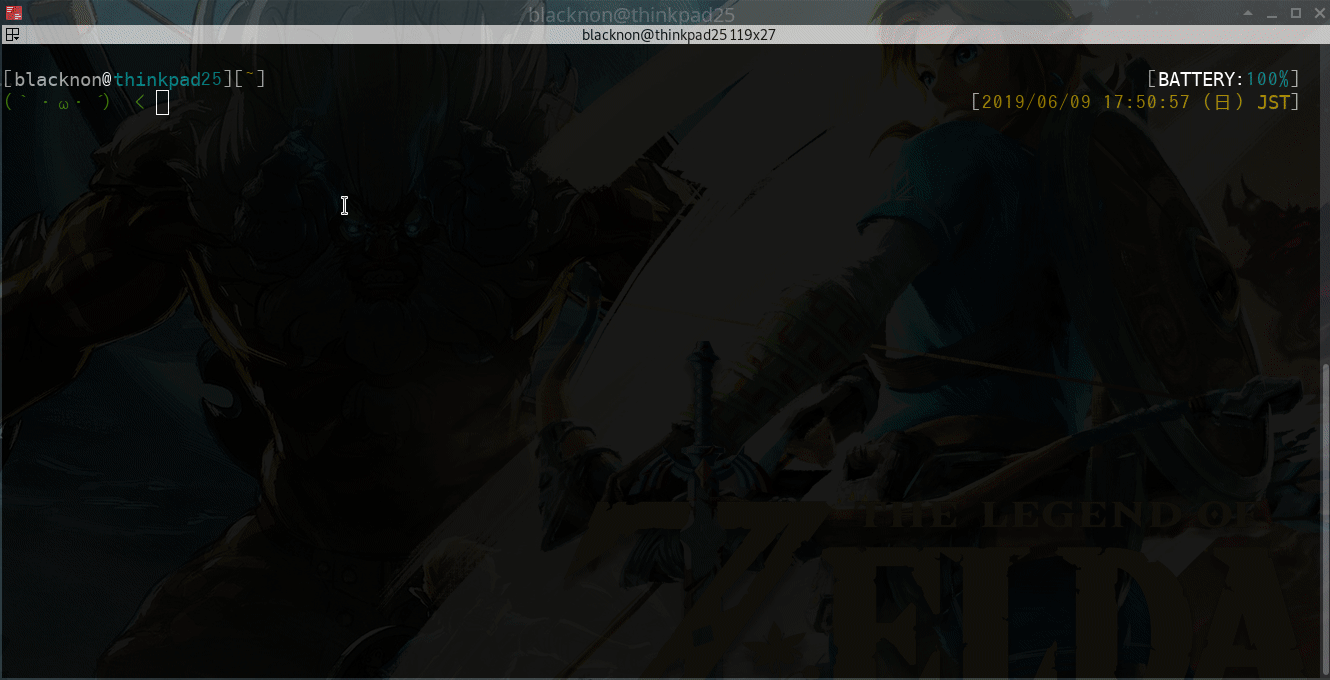 blacknon@thinkpad25
blacknon@thinkpad25 119x27
[blacknon@thinkpad25][~] [BATTERY:100%]
(｀・ω・´) < [2019/06/09 17:50:57 (日) JST]
THE LEGEND OF
ZELDA